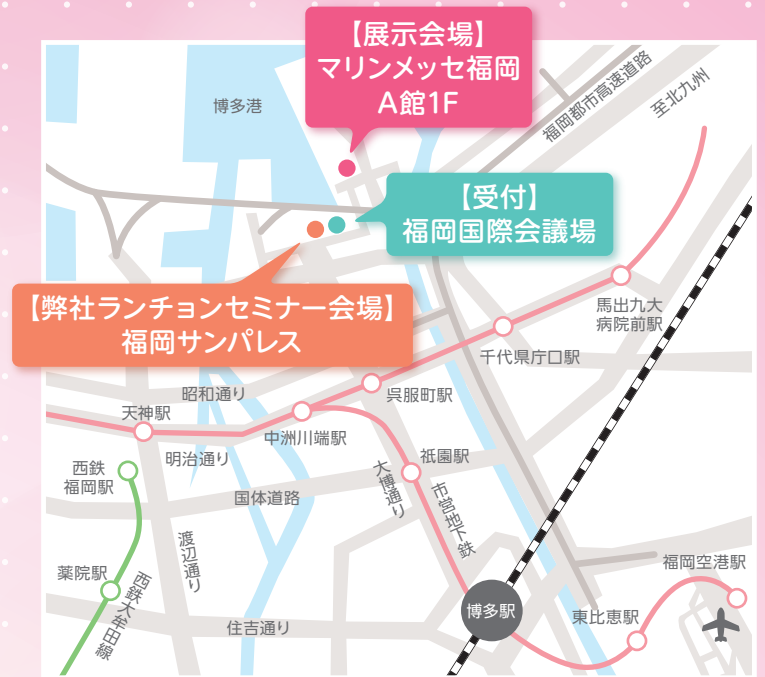 【展示会場】
マリンメッセ福岡
A館1F
博多港
福岡都市高速道路
至北九州
【受付】
福岡国際会議場
【弊社ランチョンセミナー会場】
福岡サンパレス
馬出九大
病院前駅
千代県庁口駅
呉服町駅
昭和通り
天神駅
中洲川端駅
明治通り
西鉄
福岡駅
祇園駅
大博通り
市営地下鉄
国体道路
渡辺通り
薬院駅
西鉄大牟田線
住吉通り
博多駅
東比恵駅
福岡空港駅